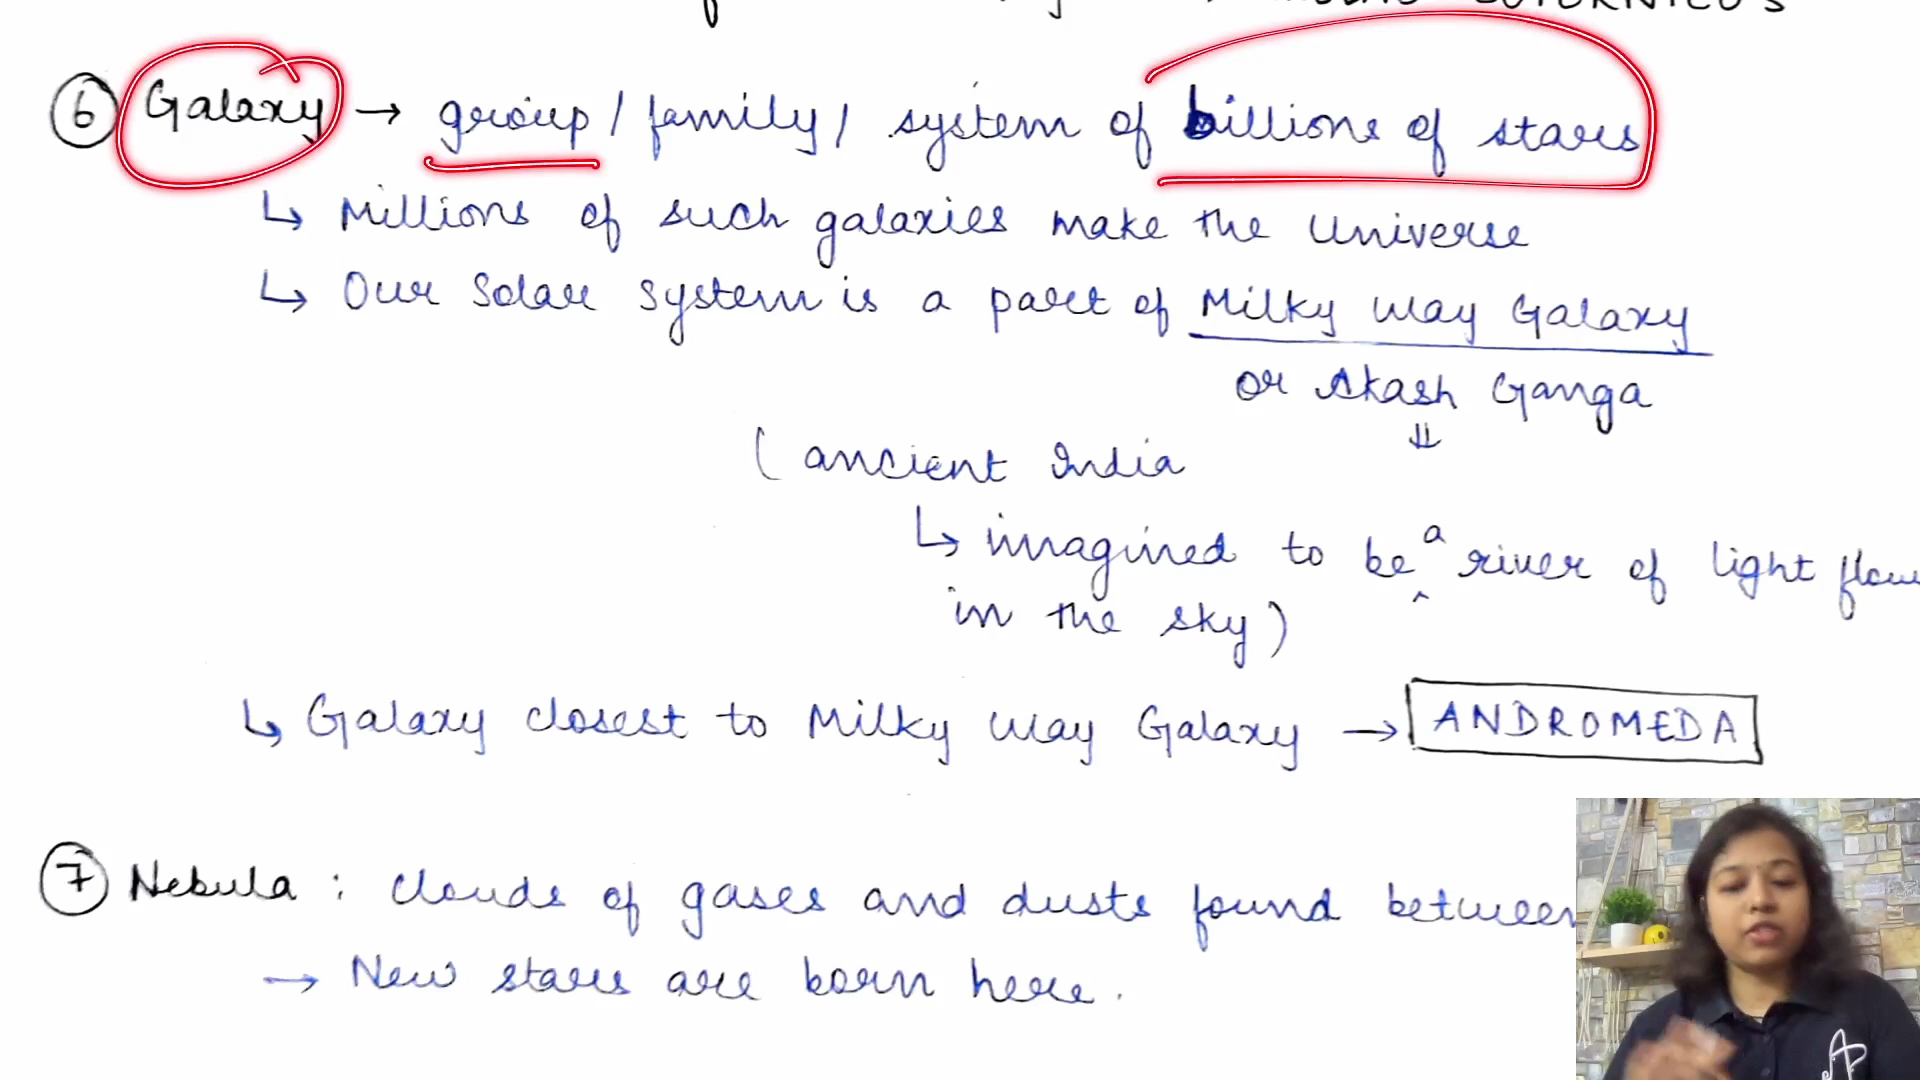 ⑥ Galaxy → group / family / system of billions of stars
↳ Millions of such galaxies make the Universe
↳ Our Solar System is a part of Milky Way Galaxy
or Akash Ganga
⇓
( ancient India
↳ imagined to be a river of light flow
in the sky )
↳ Galaxy closest to Milky Way Galaxy → ANDROMEDA
⑦ Nebula : clouds of gases and dusts found between
→ New stars are born here .